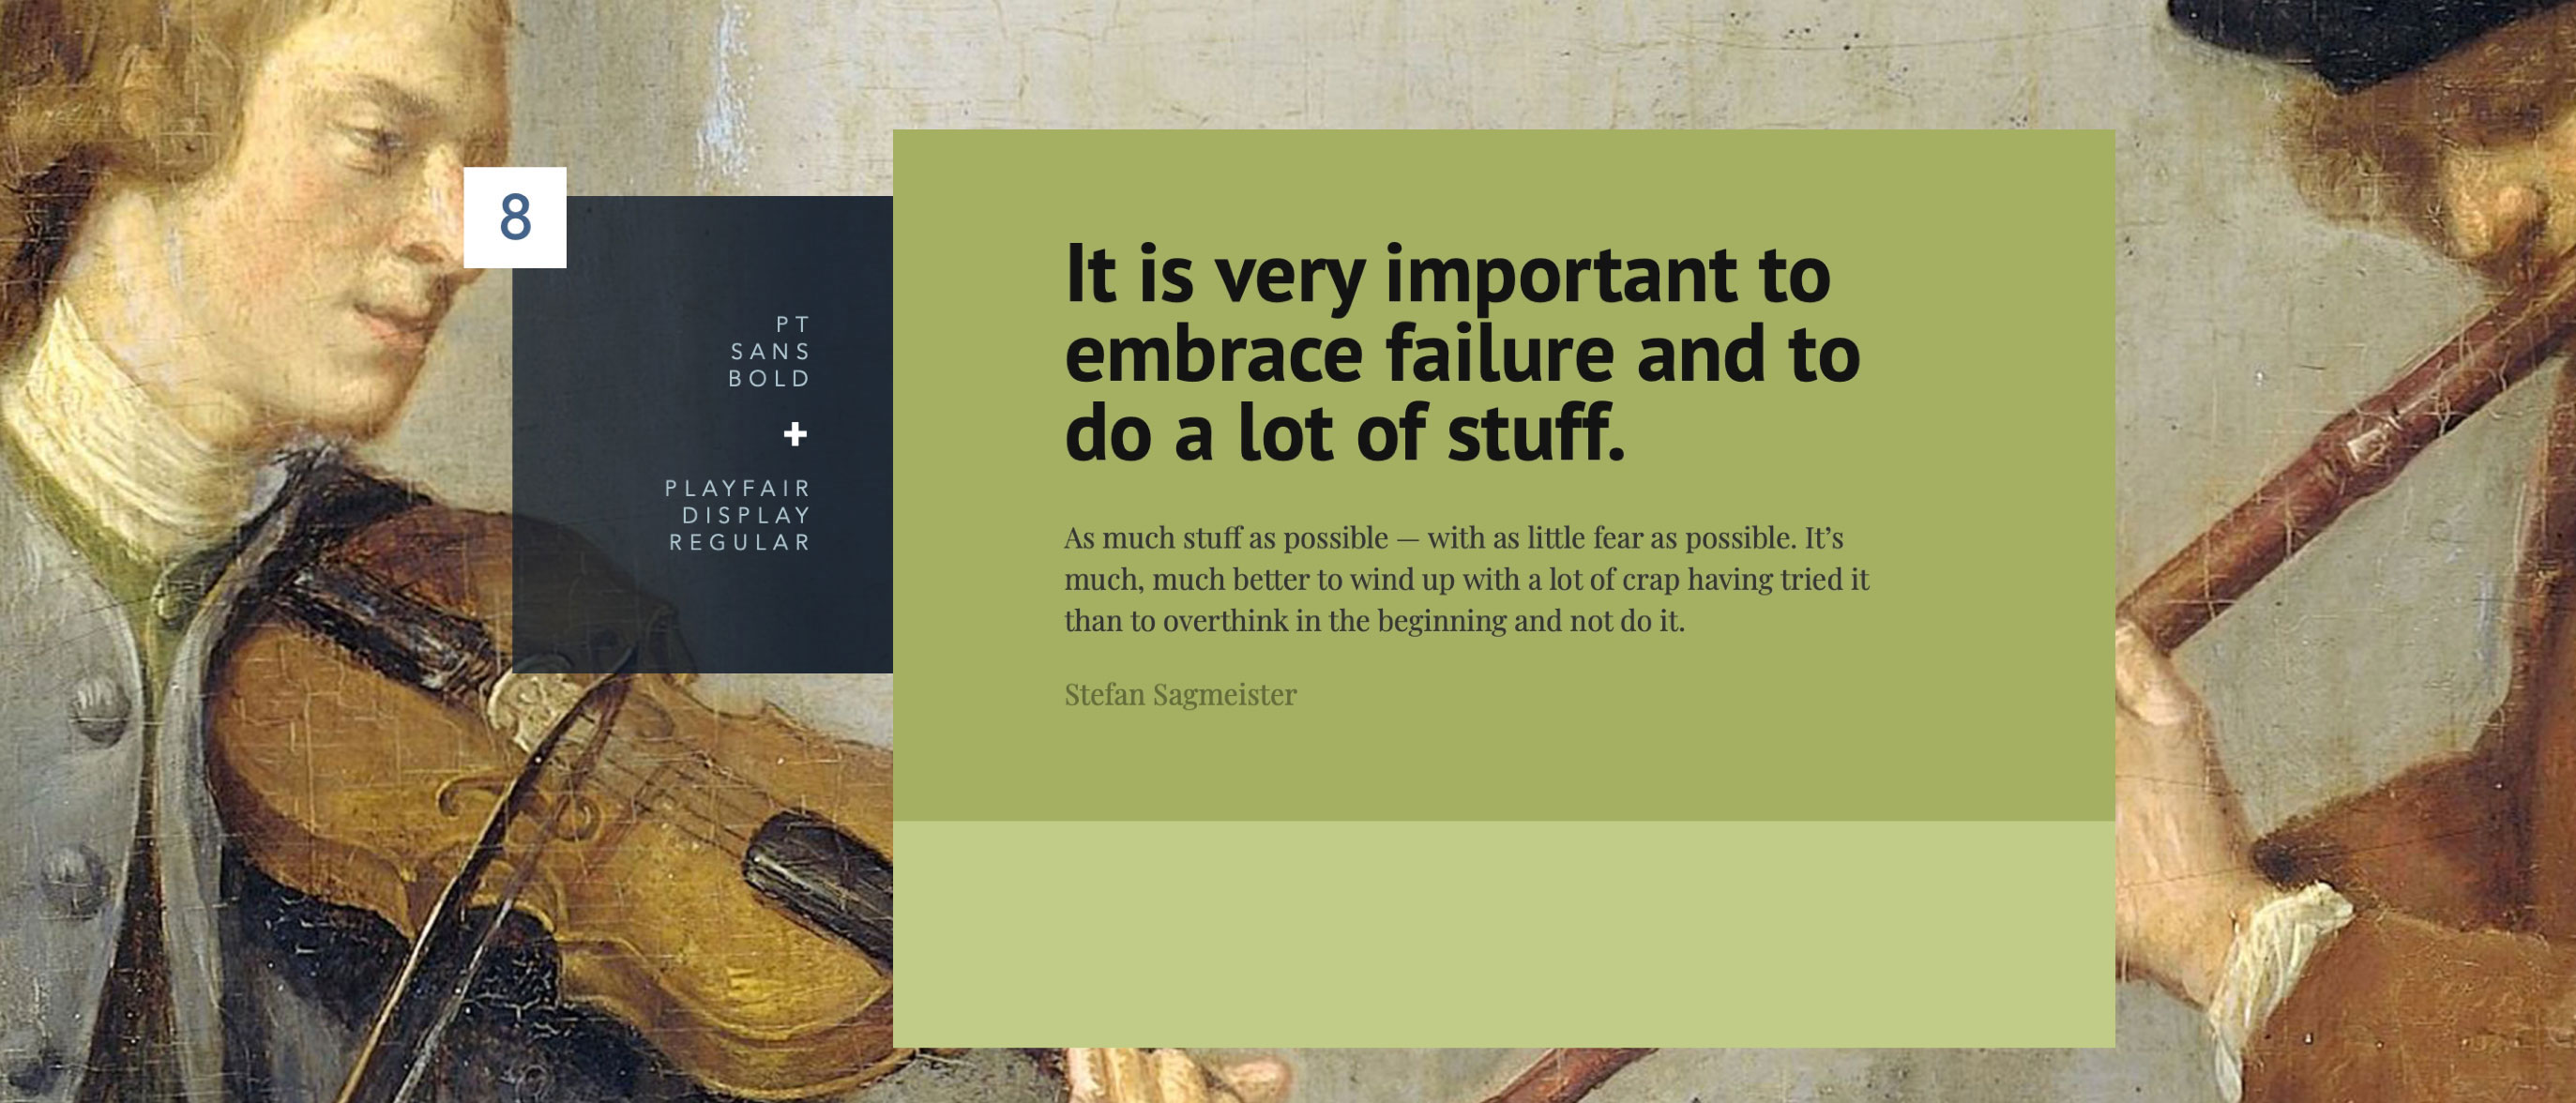 8
PT
SANS
BOLD
+
PLAYFAIR
DISPLAY
REGULAR
It is very important to
embrace failure and to
do a lot of stuff.
As much stuff as possible — with as little fear as possible. It’s
much, much better to wind up with a lot of crap having tried it
than to overthink in the beginning and not do it.
Stefan Sagmeister